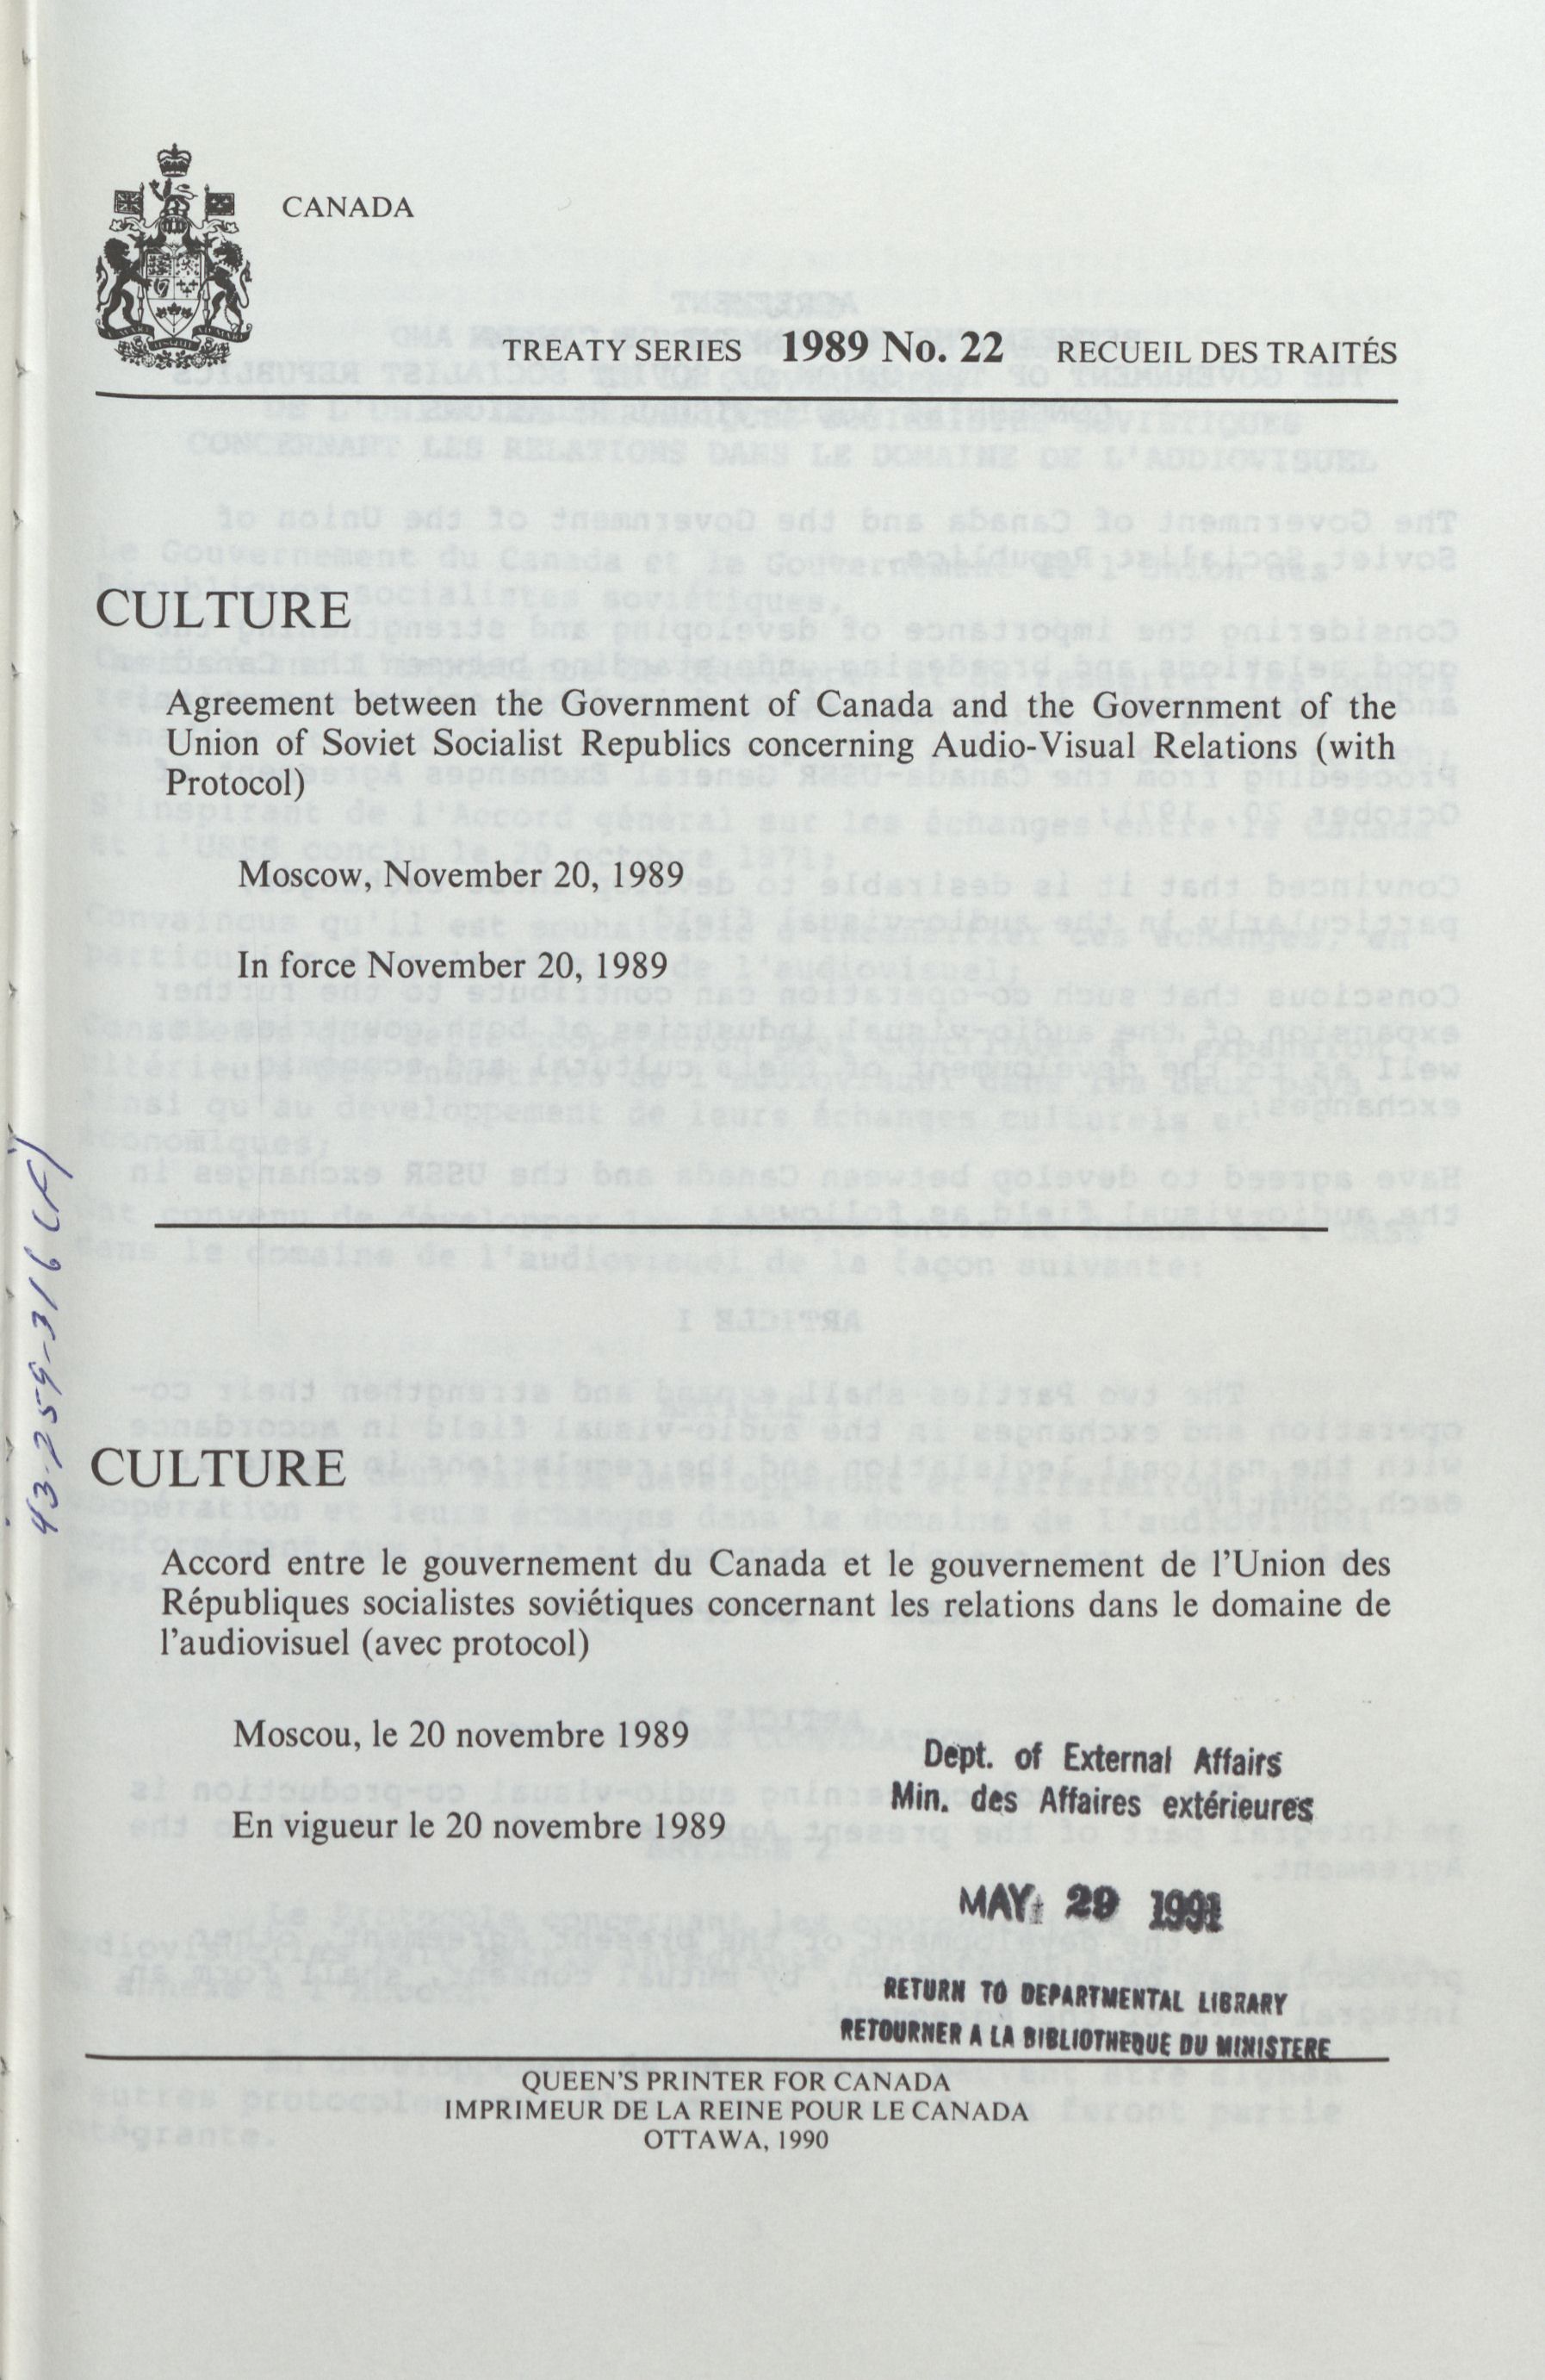 CANADA
TREATY SERIES 1989 No. 22 RECUEIL DES TRAITÉS
CULTURE
Agreement between the Government of Canada and the Government of the
Union of Soviet Socialist Republics concerning Audio-Visual Relations (with
Protocol)
Moscow, November 20, 1989
In force November 20, 1989
43-259-316 (F)
CULTURE
Accord entre le gouvernement du Canada et le gouvernement de l'Union des
Républiques socialistes soviétiques concernant les relations dans le domaine de
l'audiovisuel (avec protocol)
Moscou, le 20 novembre 1989
En vigueur le 20 novembre 1989
Dept. of External Affairs
Min. des Affaires extérieures
MAY 29 1991
RETURN TO DEPARTMENTAL LIBRARY
RETOURNER A LA BIBLIOTHEQUE DU MINISTERE
QUEEN'S PRINTER FOR CANADA
IMPRIMEUR DE LA REINE POUR LE CANADA
OTTAWA, 1990